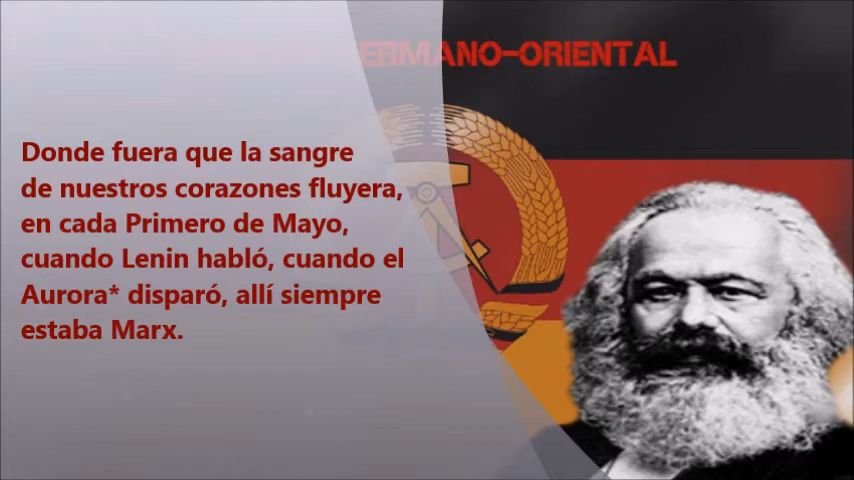 ERMANO-ORIENTAL
Donde fuera que la sangre
de nuestros corazones fluyera,
en cada Primero de Mayo,
cuando Lenin habló, cuando el
Aurora* disparó, allí siempre
estaba Marx.